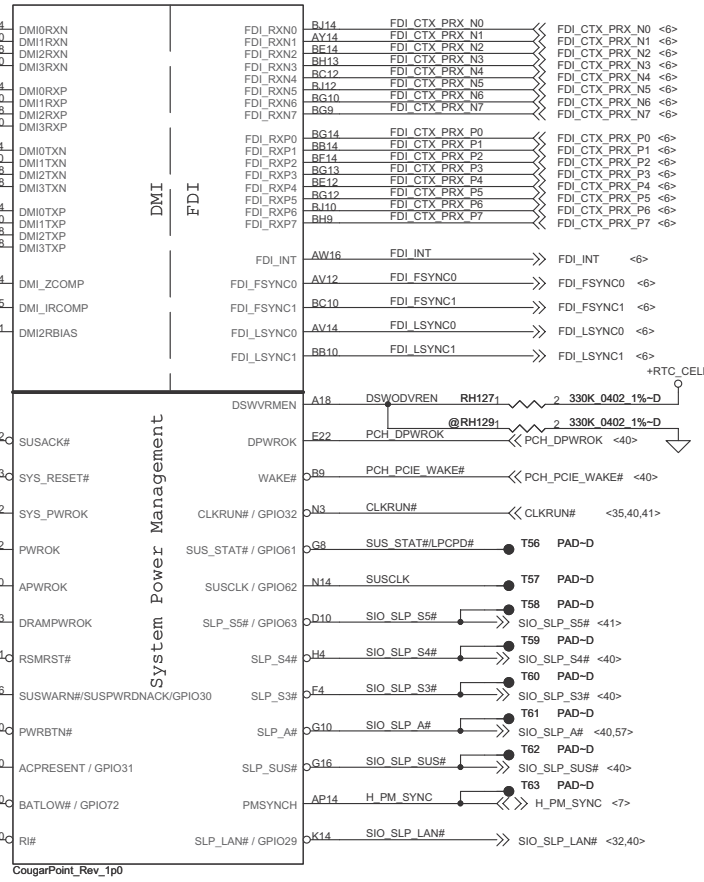 DMI0RXN
DMI1RXN
DMI2RXN
DMI3RXN
DMI0RXP
DMI1RXP
DMI2RXP
DMI3RXP
DMI0TXN
DMI1TXN
DMI2TXN
DMI3TXN
DMI0TXP
DMI1TXP
DMI2TXP
DMI3TXP
DMI_ZCOMP
DMI_IRCOMP
DMI2RBIAS
DMI
FDI
FDI_RXN0 BJ14 FDI_CTX_PRX_N0 FDI_CTX_PRX_N0 <6>
FDI_RXN1 AY14 FDI_CTX_PRX_N1 FDI_CTX_PRX_N1 <6>
FDI_RXN2 BE14 FDI_CTX_PRX_N2 FDI_CTX_PRX_N2 <6>
FDI_RXN3 BH13 FDI_CTX_PRX_N3 FDI_CTX_PRX_N3 <6>
FDI_RXN4 BC12 FDI_CTX_PRX_N4 FDI_CTX_PRX_N4 <6>
FDI_RXN5 BJ12 FDI_CTX_PRX_N5 FDI_CTX_PRX_N5 <6>
FDI_RXN6 BG10 FDI_CTX_PRX_N6 FDI_CTX_PRX_N6 <6>
FDI_RXN7 BG9 FDI_CTX_PRX_N7 FDI_CTX_PRX_N7 <6>
FDI_RXP0 BG14 FDI_CTX_PRX_P0 FDI_CTX_PRX_P0 <6>
FDI_RXP1 BB14 FDI_CTX_PRX_P1 FDI_CTX_PRX_P1 <6>
FDI_RXP2 BF14 FDI_CTX_PRX_P2 FDI_CTX_PRX_P2 <6>
FDI_RXP3 BG13 FDI_CTX_PRX_P3 FDI_CTX_PRX_P3 <6>
FDI_RXP4 BE12 FDI_CTX_PRX_P4 FDI_CTX_PRX_P4 <6>
FDI_RXP5 BG12 FDI_CTX_PRX_P5 FDI_CTX_PRX_P5 <6>
FDI_RXP6 BJ10 FDI_CTX_PRX_P6 FDI_CTX_PRX_P6 <6>
FDI_RXP7 BH9 FDI_CTX_PRX_P7 FDI_CTX_PRX_P7 <6>
FDI_INT AW16 FDI_INT FDI_INT <6>
FDI_FSYNC0 AV12 FDI_FSYNC0 FDI_FSYNC0 <6>
FDI_FSYNC1 BC10 FDI_FSYNC1 FDI_FSYNC1 <6>
FDI_LSYNC0 AV14 FDI_LSYNC0 FDI_LSYNC0 <6>
FDI_LSYNC1 BB10 FDI_LSYNC1 FDI_LSYNC1 <6>
+RTC_CELL
DSWVRMEN A18 DSWODVREN RH127 1 2 330K_0402_1%~D
@RH129 1 2 330K_0402_1%~D
System Power Management
SUSACK# DPWROK E22 PCH_DPWROK PCH_DPWROK <40>
SYS_RESET# WAKE# B9 PCH_PCIE_WAKE# PCH_PCIE_WAKE# <40>
SYS_PWROK CLKRUN# / GPIO32 N3 CLKRUN# CLKRUN# <35,40,41>
PWROK SUS_STAT# / GPIO61 G8 SUS_STAT#/LPCPD# T56 PAD~D
APWROK SUSCLK / GPIO62 N14 SUSCLK T57 PAD~D
T58 PAD~D
DRAMPWROK SLP_S5# / GPIO63 D10 SIO_SLP_S5# SIO_SLP_S5# <41>
T59 PAD~D
RSMRST# SLP_S4# H4 SIO_SLP_S4# SIO_SLP_S4# <40>
T60 PAD~D
SUSWARN#/SUSPWRDNACK/GPIO30 SLP_S3# F4 SIO_SLP_S3# SIO_SLP_S3# <40>
T61 PAD~D
PWRBTN# SLP_A# G10 SIO_SLP_A# SIO_SLP_A# <40,57>
T62 PAD~D
ACPRESENT / GPIO31 SLP_SUS# G16 SIO_SLP_SUS# SIO_SLP_SUS# <40>
T63 PAD~D
BATLOW# / GPIO72 PMSYNCH AP14 H_PM_SYNC H_PM_SYNC <7>
RI# SLP_LAN# / GPIO29 K14 SIO_SLP_LAN# SIO_SLP_LAN# <32,40>
CougarPoint_Rev_1p0